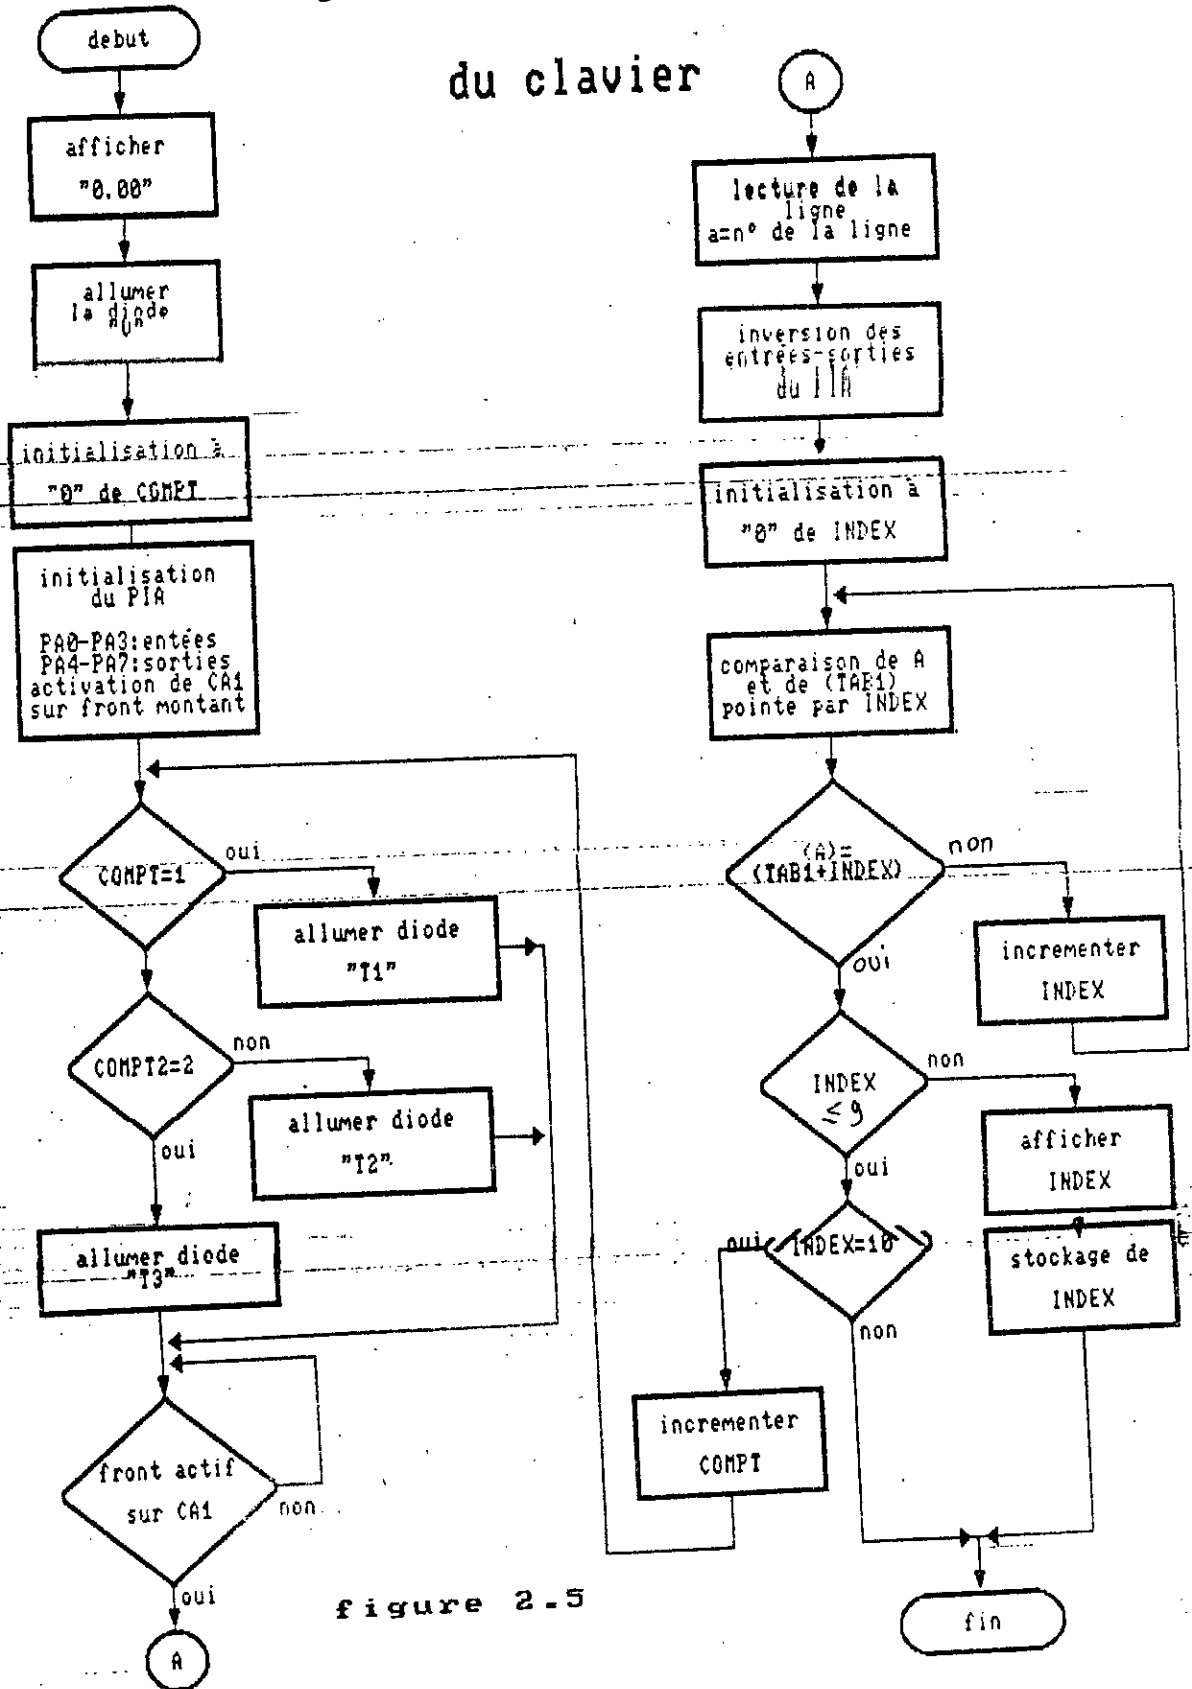 du clavier
debut
afficher
"0.00"
allumer
la diode
"V"
initialisation à
"0" de COMPT
initialisation
du PIA
PA0-PA3:entées
PA4-PA7:sorties
activation de CA1
sur front montant
COMPT=1
oui
allumer diode
"T1"
COMPT2=2
non
allumer diode
"T2"
oui
allumer diode
"T3"
front actif
sur CA1
non
oui
A
figure 2.5
A
lecture de la
ligne
a=n° de la ligne
inversion des
entrées-sorties
du PIA
initialisation à
"0" de INDEX
comparaison de A
et de (TAB1)
pointe par INDEX
(A)=
(TAB1+INDEX)
non
incrementer
INDEX
oui
INDEX
≤ 9
non
afficher
INDEX
stockage de
INDEX
oui
INDEX=10
oui
incrementer
COMPT
non
fin